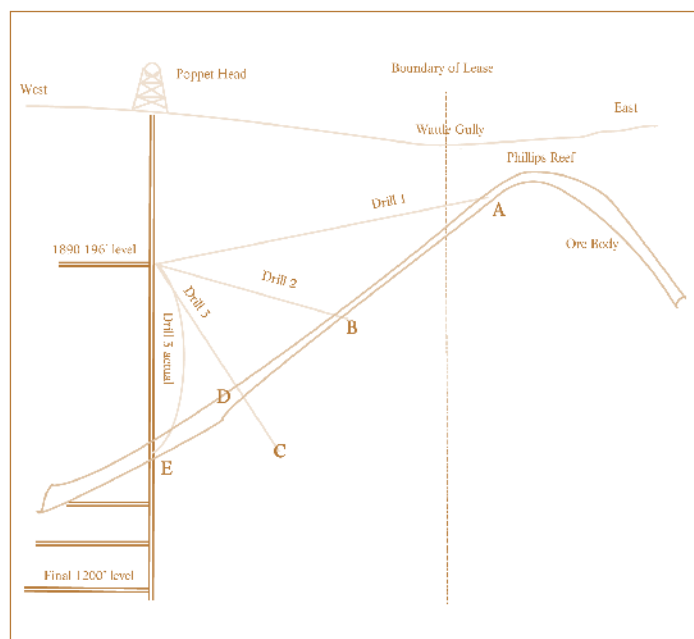 Poppet Head
Boundary of Lease
West
East
Wattle Gully
Phillips Reef
Drill 1
A
1890 196' level
Ore Body
Drill 2
Drill 3
B
Drill 3 actual
D
C
E
Final 1200' level